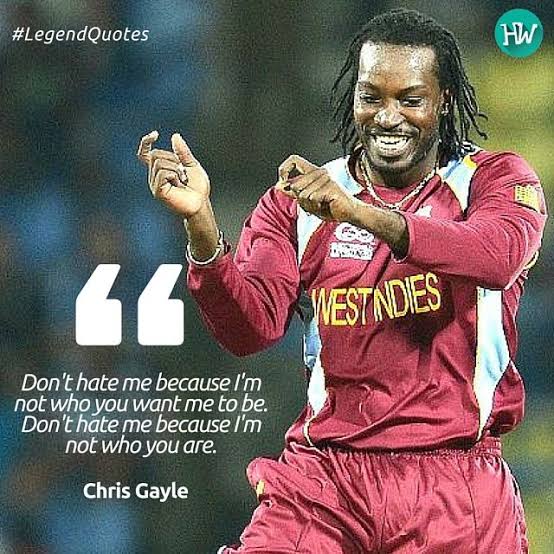 #LegendQuotes
HW
WEST INDIES
Don't hate me because I'm
not who you want me to be.
Don't hate me because I'm
not who you are.
Chris Gayle